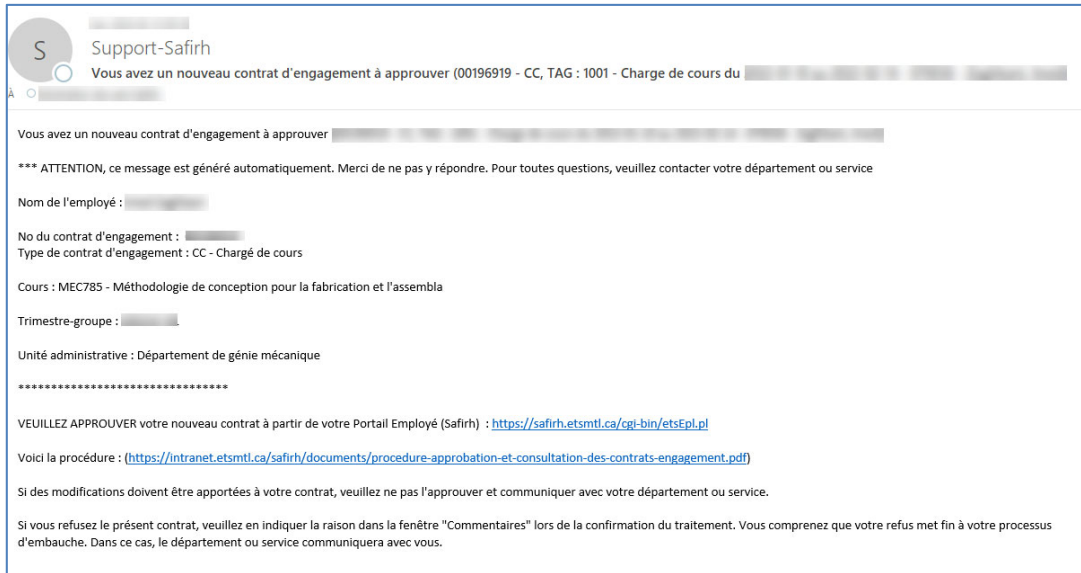 S
Support-Safirh
Vous avez un nouveau contrat d'engagement à approuver (00196919 - CC, TAG : 1001 - Charge de cours du
À
Vous avez un nouveau contrat d'engagement à approuver
*** ATTENTION, ce message est généré automatiquement. Merci de ne pas y répondre. Pour toutes questions, veuillez contacter votre département ou service
Nom de l'employé :
No du contrat d'engagement :
Type de contrat d'engagement : CC - Chargé de cours
Cours : MEC785 - Méthodologie de conception pour la fabrication et l'assembla
Trimestre-groupe :
Unité administrative : Département de génie mécanique
********************************
VEUILLEZ APPROUVER votre nouveau contrat à partir de votre Portail Employé (Safirh) : https://safirh.etsmtl.ca/cgi-bin/etsEpl.pl
Voici la procédure : (https://intranet.etsmtl.ca/safirh/documents/procedure-approbation-et-consultation-des-contrats-engagement.pdf)
Si des modifications doivent être apportées à votre contrat, veuillez ne pas l'approuver et communiquer avec votre département ou service.
Si vous refusez le présent contrat, veuillez en indiquer la raison dans la fenêtre "Commentaires" lors de la confirmation du traitement. Vous comprenez que votre refus met fin à votre processus
d'embauche. Dans ce cas, le département ou service communiquera avec vous.